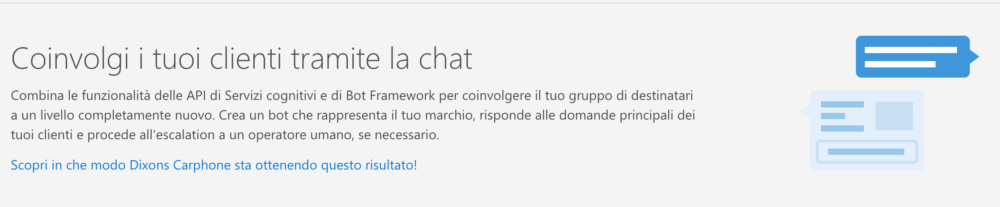 Coinvolgi i tuoi clienti tramite la chat
Combina le funzionalità delle API di Servizi cognitivi e di Bot Framework per coinvolgere il tuo gruppo di destinatari
a un livello completamente nuovo. Crea un bot che rappresenta il tuo marchio, risponde alle domande principali dei
tuoi clienti e procede all'escalation a un operatore umano, se necessario.
Scopri in che modo Dixons Carphone sta ottenendo questo risultato!